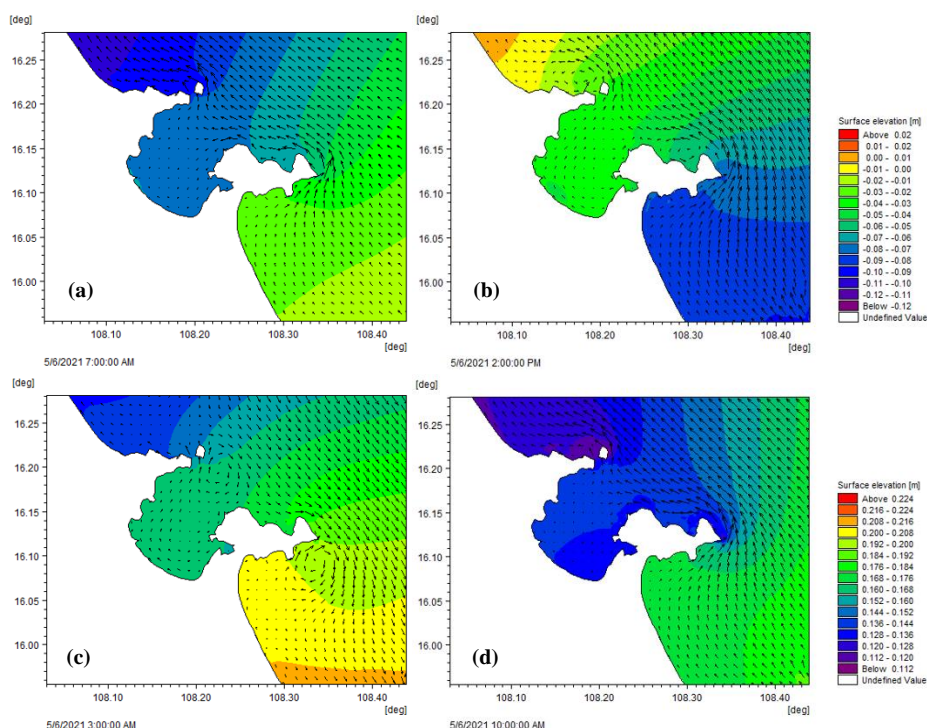 [deg]
16.25
16.20
16.15
16.10
16.05
16.00
(a)
108.10
108.20
108.30
108.40
[deg]
5/6/2021 7:00:00 AM
[deg]
16.25
16.20
16.15
16.10
16.05
16.00
(b)
108.10
108.20
108.30
108.40
[deg]
5/6/2021 2:00:00 PM
Surface elevation [m]
Above 0.02
0.01 - 0.02
0.00 - 0.01
-0.01 - 0.00
-0.02 - -0.01
-0.03 - -0.02
-0.04 - -0.03
-0.05 - -0.04
-0.06 - -0.05
-0.07 - -0.06
-0.08 - -0.07
-0.09 - -0.08
-0.10 - -0.09
-0.11 - -0.10
-0.12 - -0.11
Below -0.12
Undefined Value
[deg]
16.25
16.20
16.15
16.10
16.05
16.00
(c)
108.10
108.20
108.30
108.40
[deg]
5/6/2021 3:00:00 AM
[deg]
16.25
16.20
16.15
16.10
16.05
16.00
(d)
108.10
108.20
108.30
108.40
[deg]
5/6/2021 10:00:00 AM
Surface elevation [m]
Above 0.224
0.216 - 0.224
0.208 - 0.216
0.200 - 0.208
0.192 - 0.200
0.184 - 0.192
0.176 - 0.184
0.168 - 0.176
0.160 - 0.168
0.152 - 0.160
0.144 - 0.152
0.136 - 0.144
0.128 - 0.136
0.120 - 0.128
0.112 - 0.120
Below 0.112
Undefined Value